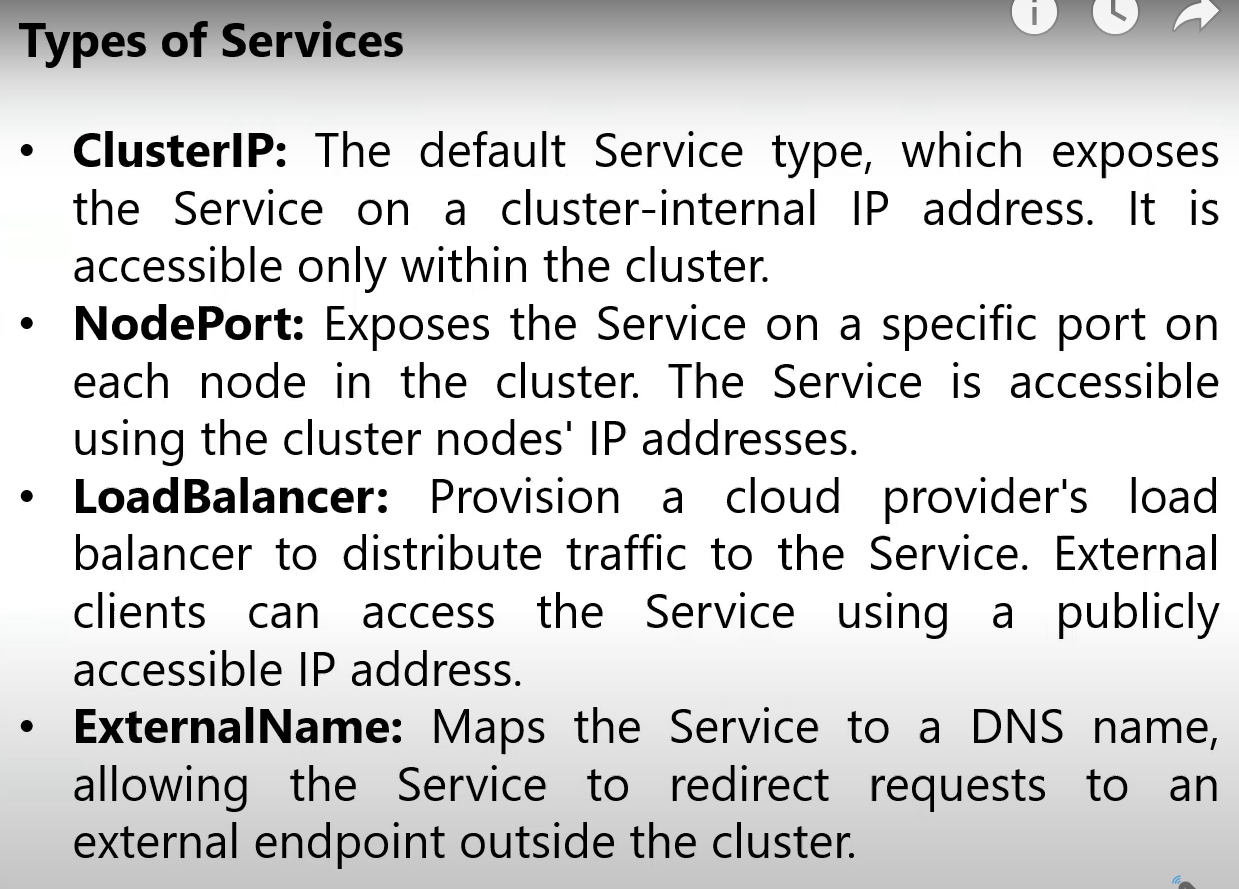 Types of Services
• ClusterIP: The default Service type, which exposes
the Service on a cluster-internal IP address. It is
accessible only within the cluster.
• NodePort: Exposes the Service on a specific port on
each node in the cluster. The Service is accessible
using the cluster nodes' IP addresses.
• LoadBalancer: Provision a cloud provider's load
balancer to distribute traffic to the Service. External
clients can access the Service using a publicly
accessible IP address.
• ExternalName: Maps the Service to a DNS name,
allowing the Service to redirect requests to an
external endpoint outside the cluster.